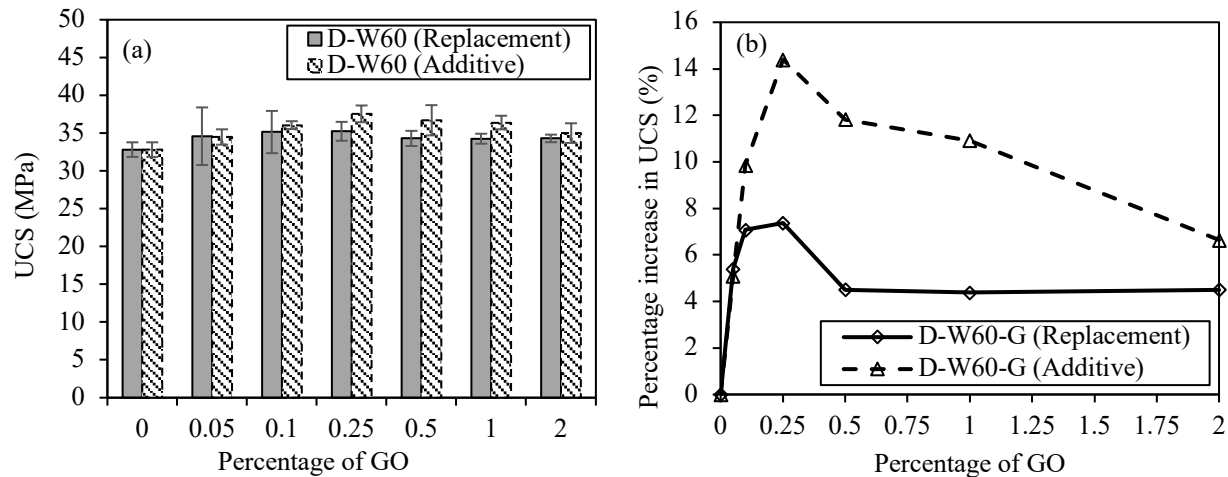 (a)
D-W60 (Replacement)
D-W60 (Additive)
UCS (MPa)
50
45
40
35
30
25
20
15
10
5
0
0 0.05 0.1 0.25 0.5 1 2
Percentage of GO
(b)
Percentage increase in UCS (%)
16
14
12
10
8
6
4
2
0
D-W60-G (Replacement)
D-W60-G (Additive)
0 0.25 0.5 0.75 1 1.25 1.5 1.75 2
Percentage of GO